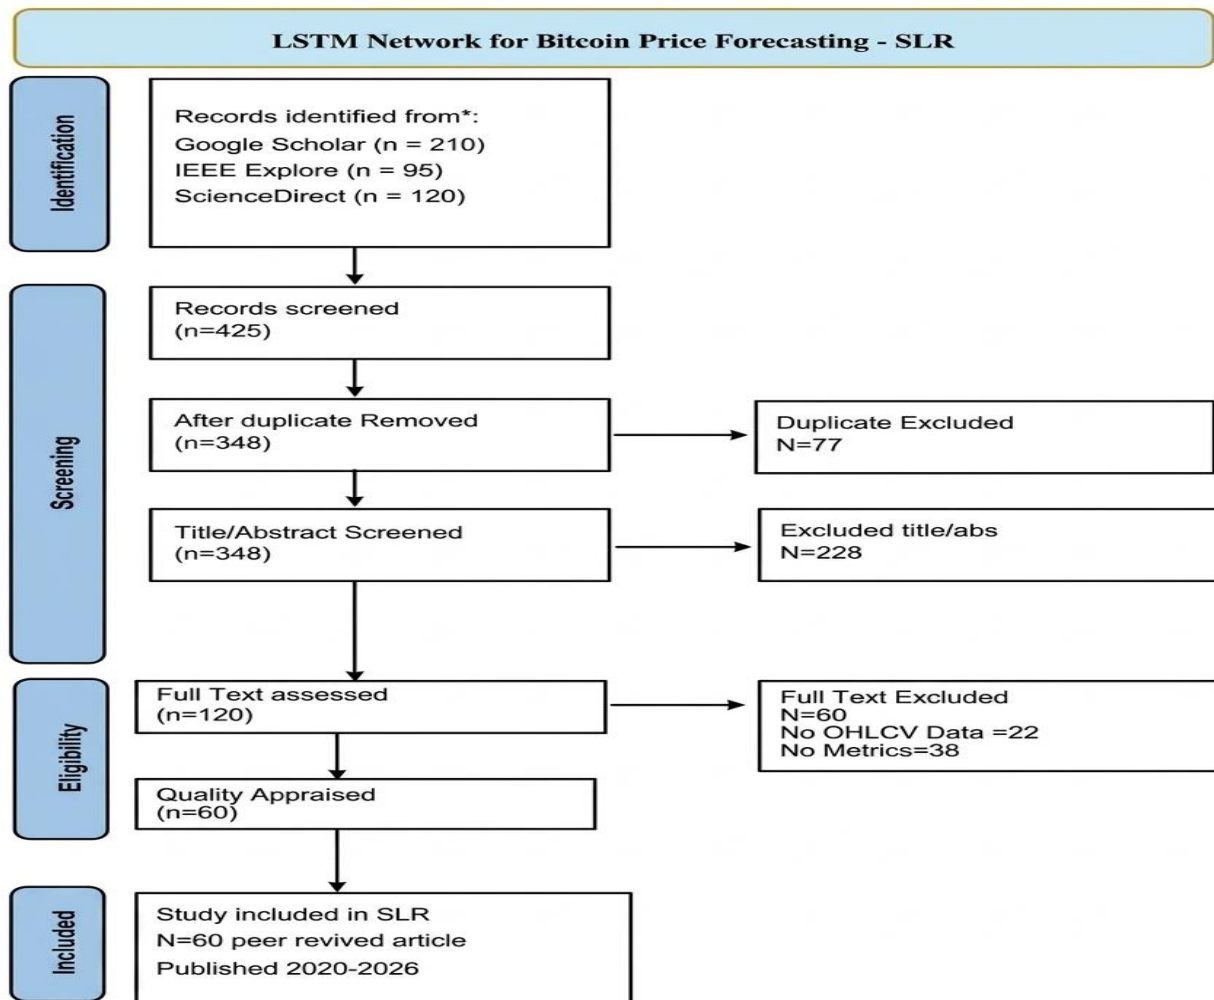 LSTM Network for Bitcoin Price Forecasting - SLR
Identification
Records identified from*:
Google Scholar (n = 210)
IEEE Explore (n = 95)
ScienceDirect (n = 120)
Screening
Records screened
(n=425)
After duplicate Removed
(n=348)
Duplicate Excluded
N=77
Title/Abstract Screened
(n=348)
Excluded title/abs
N=228
Eligibility
Full Text assessed
(n=120)
Full Text Excluded
N=60
No OHLCV Data =22
No Metrics=38
Quality Appraised
(n=60)
Included
Study included in SLR
N=60 peer revived article
Published 2020-2026